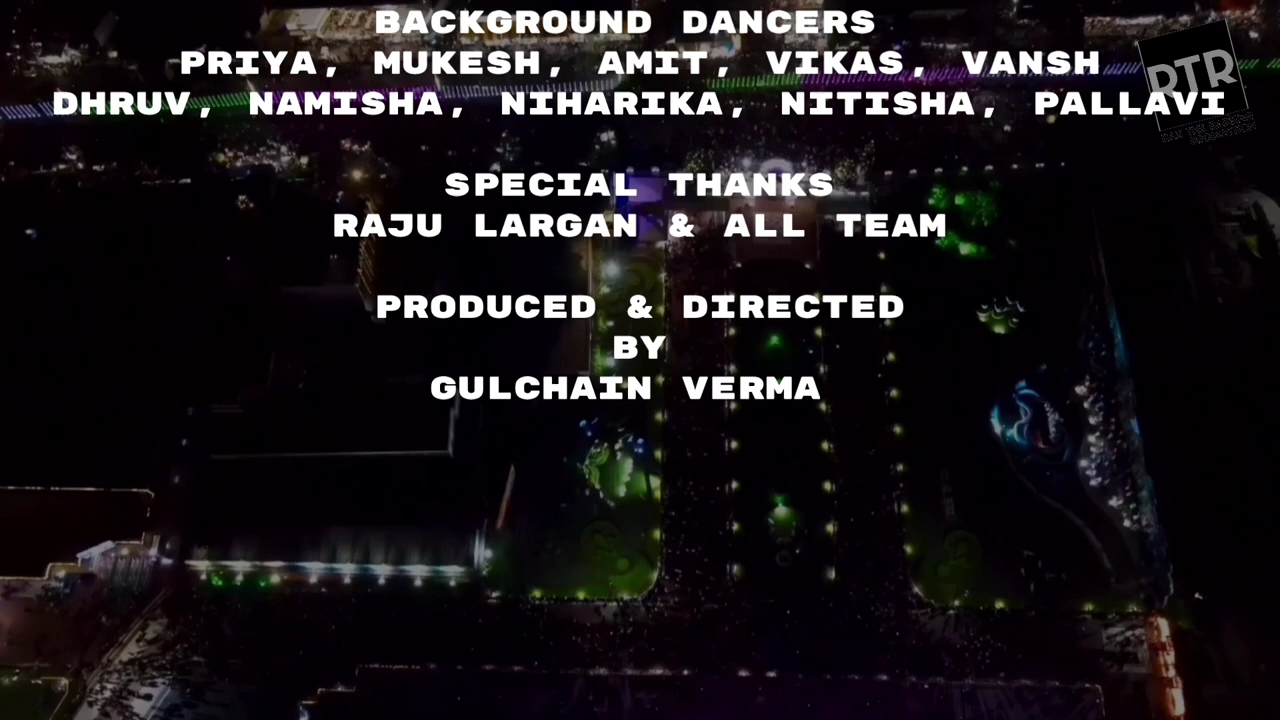 BACKGROUND DANCERS
PRIYA, MUKESH, AMIT, VIKAS, VANSH
DHRUV, NAMISHA, NIHARIKA, NITISHA, PALLAVI
SPECIAL THANKS
RAJU LARGAN & ALL TEAM
PRODUCED & DIRECTED
BY
GULCHAIN VERMA
RTR